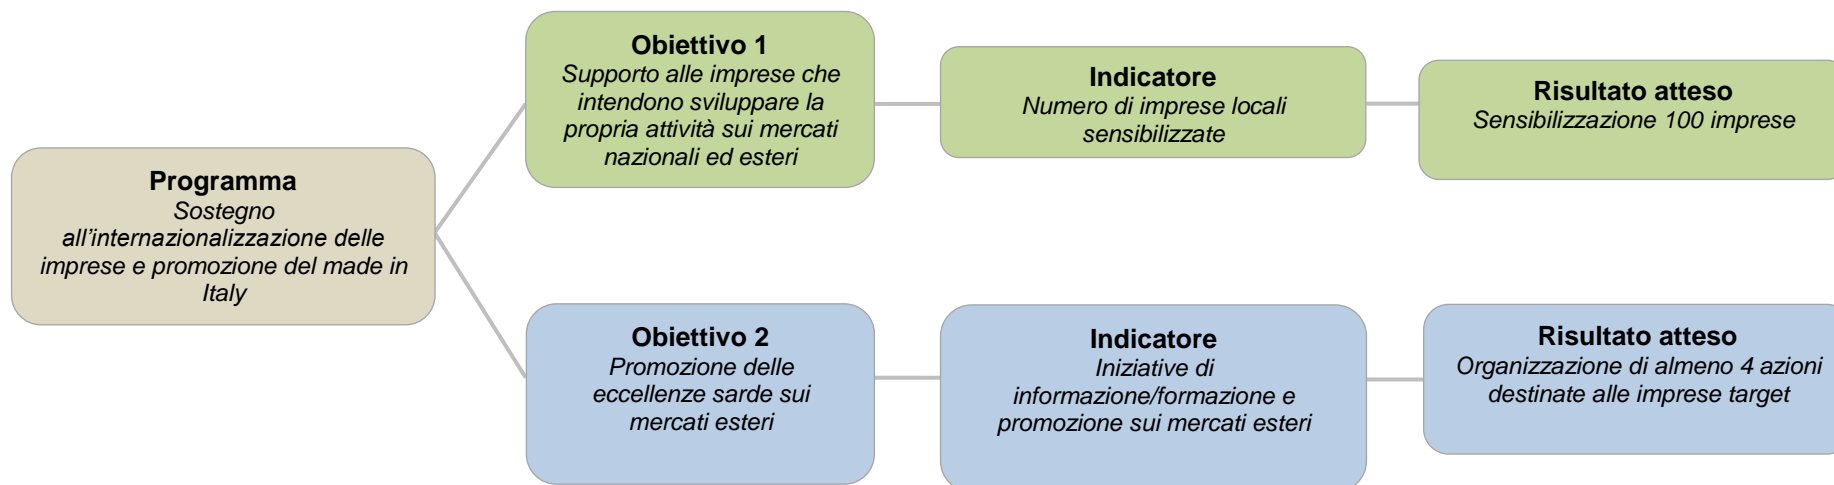 Programma
Sostegno
all’internazionalizzazione delle
imprese e promozione del made in
Italy
Obiettivo 1
Supporto alle imprese che
intendono sviluppare la
propria attività sui mercati
nazionali ed esteri
Indicatore
Numero di imprese locali
sensibilizzate
Risultato atteso
Sensibilizzazione 100 imprese
Obiettivo 2
Promozione delle
eccellenze sarde sui
mercati esteri
Indicatore
Iniziative di
informazione/formazione e
promozione sui mercati esteri
Risultato atteso
Organizzazione di almeno 4 azioni
destinate alle imprese target